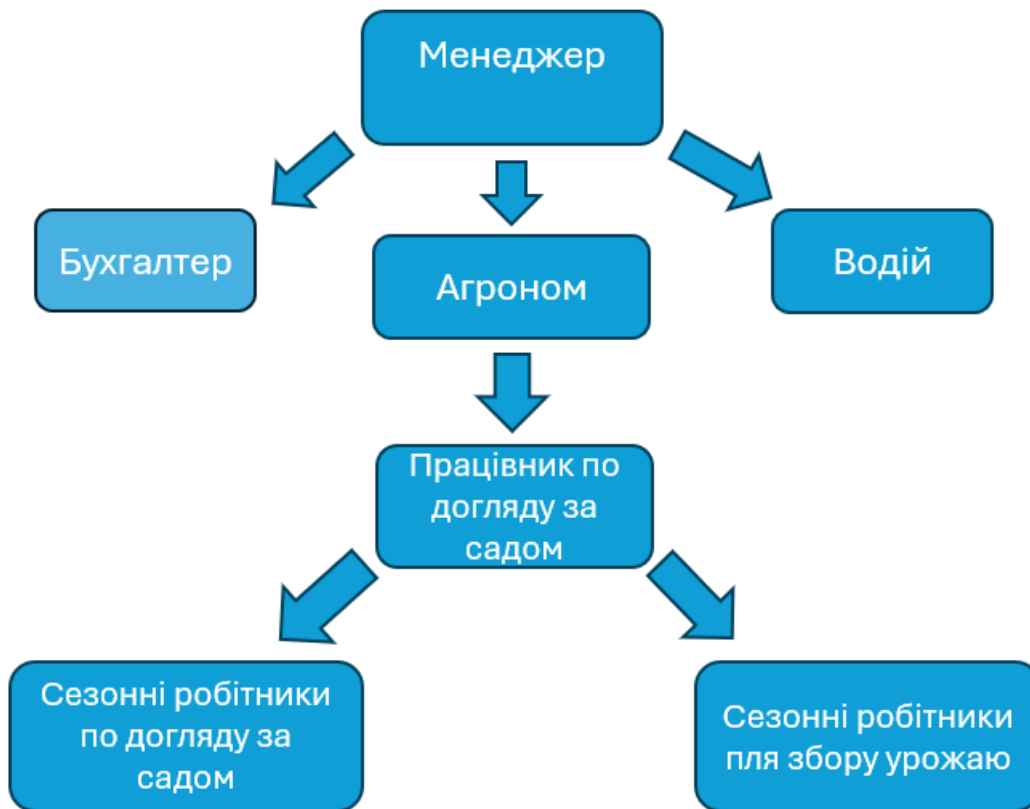 Менеджер
Бухгалтер
Агроном
Водій
Працівник по
догляду за
садом
Сезонні робітники
по догляду за
садом
Сезонні робітники
пля збору урожаю